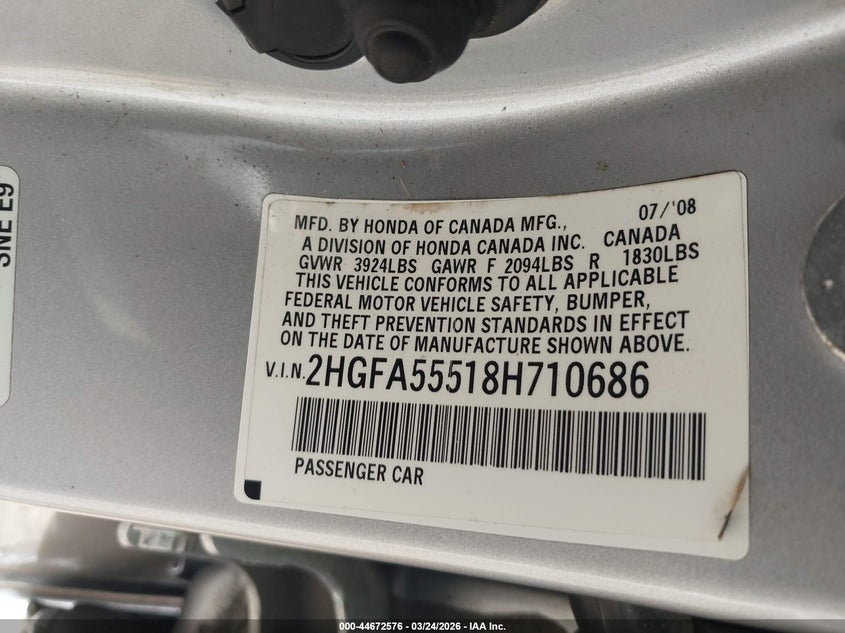 SNE E9
MFD. BY HONDA OF CANADA MFG., 07/'08
A DIVISION OF HONDA CANADA INC. CANADA
GVWR 3924LBS GAWR F 2094LBS R 1830LBS
THIS VEHICLE CONFORMS TO ALL APPLICABLE
FEDERAL MOTOR VEHICLE SAFETY, BUMPER,
AND THEFT PREVENTION STANDARDS IN EFFECT
ON THE DATE OF MANUFACTURE SHOWN ABOVE.
V.I.N. 2HGFA55518H710686
PASSENGER CAR
000-44672576 - 03/24/2026 - IAA Inc.